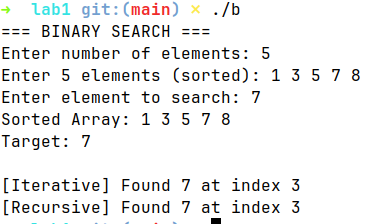 → lab1 git:(main) ✗ ./b
=== BINARY SEARCH ===
Enter number of elements: 5
Enter 5 elements (sorted): 1 3 5 7 8
Enter element to search: 7
Sorted Array: 1 3 5 7 8
Target: 7

[Iterative] Found 7 at index 3
[Recursive] Found 7 at index 3